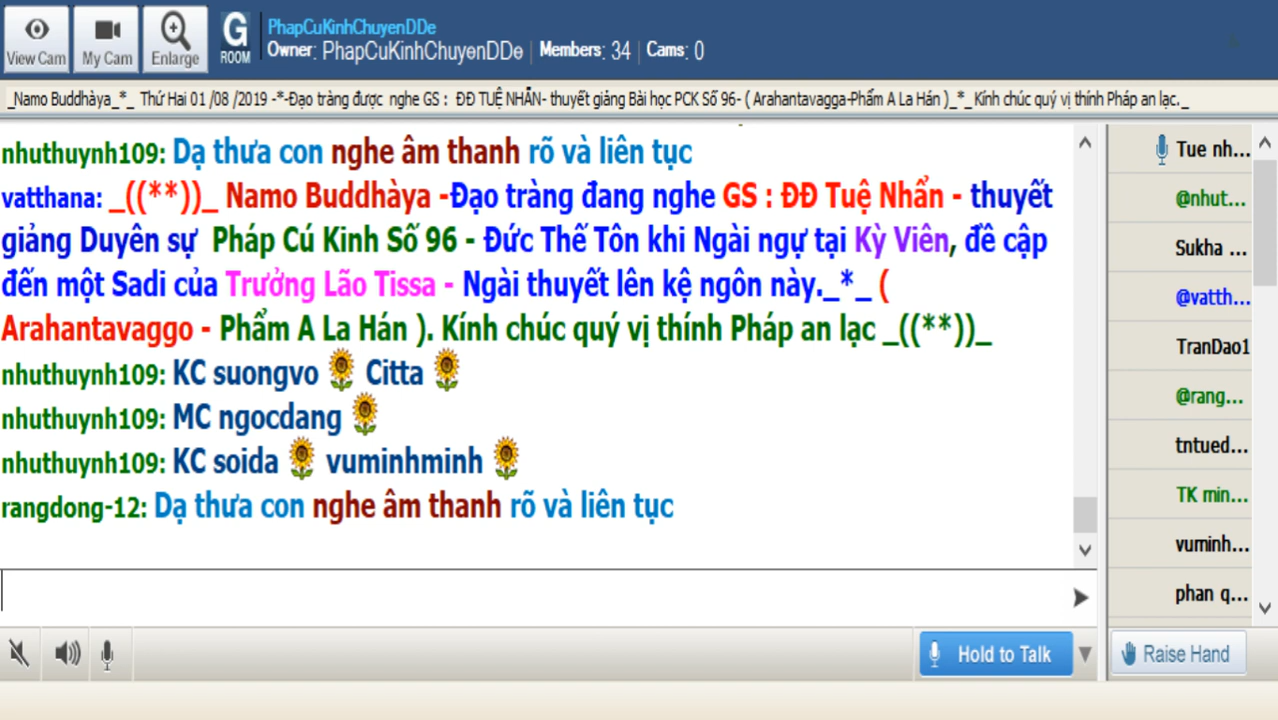 View Cam
My Cam
Enlarge
G
ROOM
PhapCuKinhChuyenDDe
Owner: PhapCuKinhChuyenDDe | Members: 34 | Cams: 0
_Namo Buddhàya_*_ Thứ Hai 01 /08 /2019 -*-Đạo tràng được nghe GS : ĐĐ TUỆ NHẪN- thuyết giảng Bài học PCK Số 96- ( Arahantavagga-Phẩm A La Hán )_*_ Kính chúc quý vị thính Pháp an lạc._
nhuthuynh109: Dạ thưa con nghe âm thanh rõ và liên tục
vatthana: _((**))_ Namo Buddhàya -Đạo tràng đang nghe GS : ĐĐ Tuệ Nhẩn - thuyết
giảng Duyên sự Pháp Cú Kinh Số 96 - Đức Thế Tôn khi Ngài ngự tại Kỳ Viên, đề cập
đến một Sadi của Trưởng Lão Tissa - Ngài thuyết lên kệ ngôn này._*_ (
Arahantavaggo - Phẩm A La Hán ). Kính chúc quý vị thính Pháp an lạc _((**))_
nhuthuynh109: KC suongvo 🌻 Citta 🌻
nhuthuynh109: MC ngocdang 🌻
nhuthuynh109: KC soida 🌻 vuminhminh 🌻
rangdong-12: Dạ thưa con nghe âm thanh rõ và liên tục
Tue nh...
@nhut...
Sukha ...
@vatth...
TranDao1
@rang...
tntued...
TK min...
vuminh...
phan q...
Hold to Talk
Raise Hand